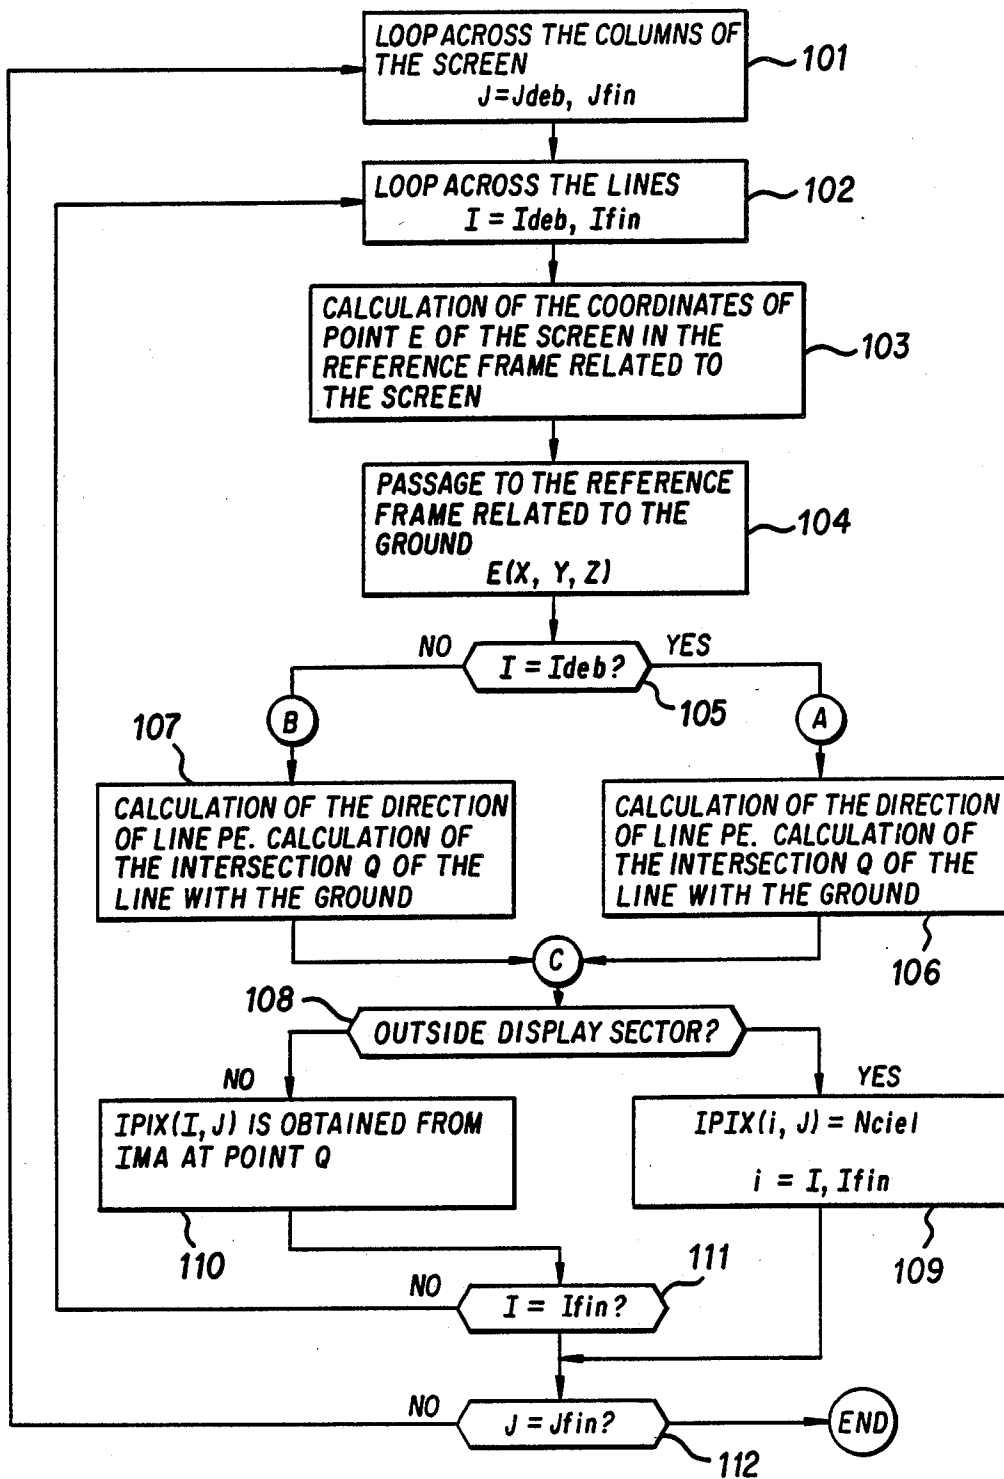 LOOP ACROSS THE COLUMNS OF
THE SCREEN
J=Jdeb, Jfin
101
LOOP ACROSS THE LINES
I = Ideb, Ifin
102
CALCULATION OF THE COORDINATES OF
POINT E OF THE SCREEN IN THE
REFERENCE FRAME RELATED TO
THE SCREEN
103
PASSAGE TO THE REFERENCE
FRAME RELATED TO THE
GROUND
E(X, Y, Z)
104
NO
I = Ideb?
YES
105
B
A
107
CALCULATION OF THE DIRECTION
OF LINE PE. CALCULATION OF
THE INTERSECTION Q OF THE
LINE WITH THE GROUND
CALCULATION OF THE DIRECTION
OF LINE PE. CALCULATION OF
THE INTERSECTION Q OF THE
LINE WITH THE GROUND
106
C
108
OUTSIDE DISPLAY SECTOR?
NO
YES
IPIX(I,J) IS OBTAINED FROM
IMA AT POINT Q
110
IPIX(i, J) = Nciel
i = I, Ifin
109
NO
I = Ifin?
111
NO
J = Jfin?
112
END